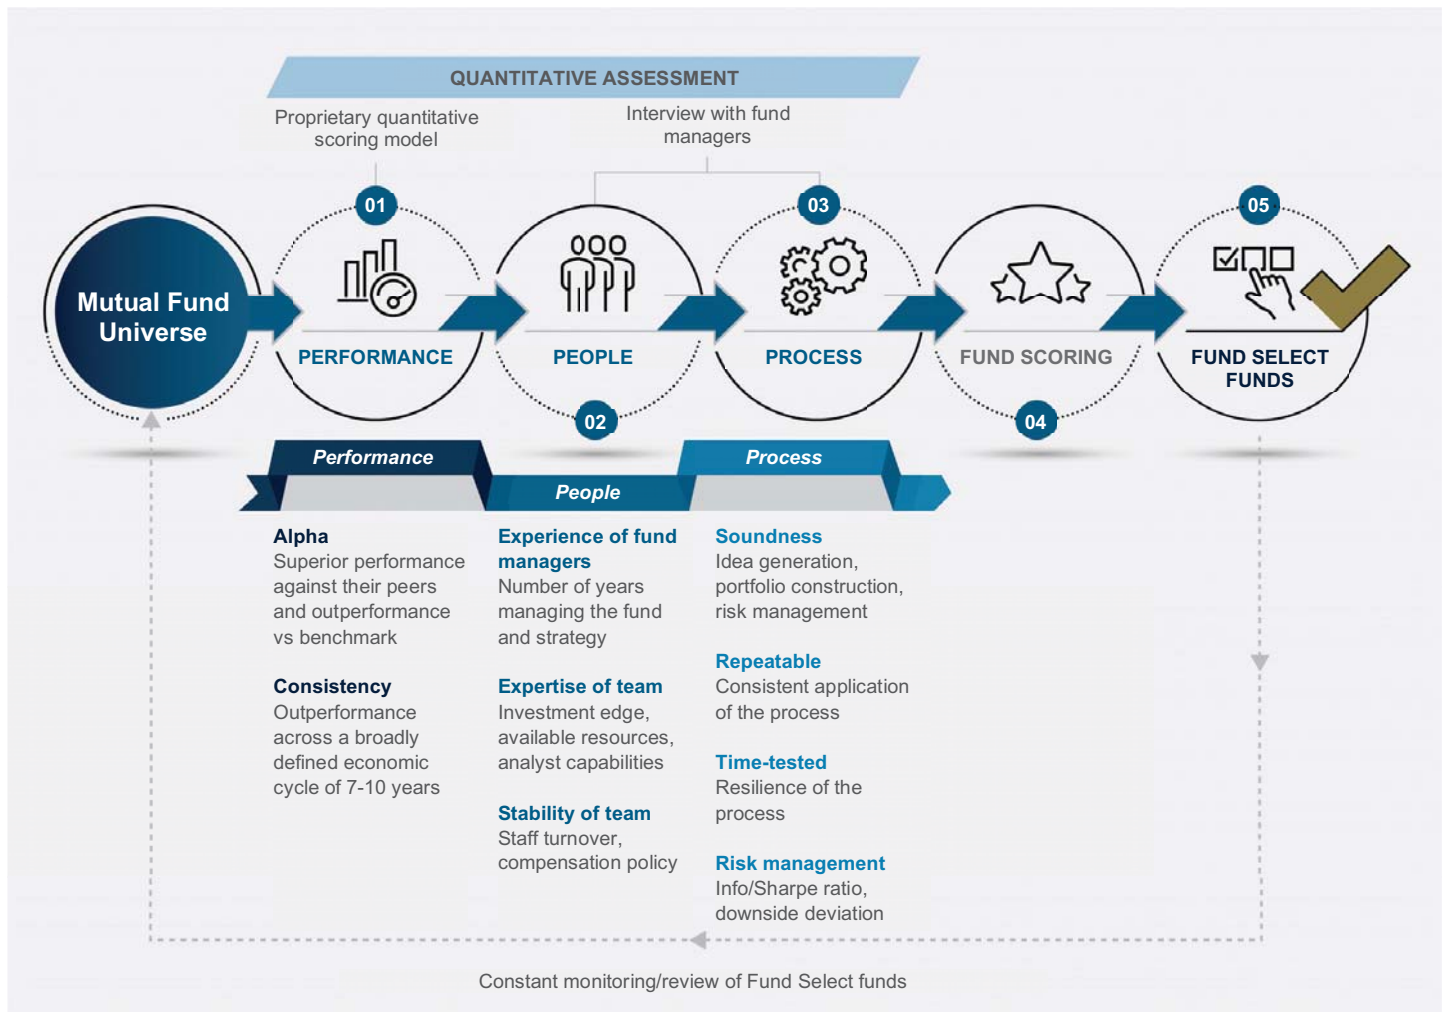 QUANTITATIVE ASSESSMENT
Proprietary quantitative
scoring model
Interview with fund
managers
01
03
05
Mutual Fund
Universe
PERFORMANCE
PEOPLE
PROCESS
FUND SCORING
FUND SELECT
FUNDS
02
04
Performance
People
Process
Alpha
Superior performance
against their peers
and outperformance
vs benchmark
Consistency
Outperformance
across a broadly
defined economic
cycle of 7-10 years
Experience of fund
managers
Number of years
managing the fund
and strategy
Expertise of team
Investment edge,
available resources,
analyst capabilities
Stability of team
Staff turnover,
compensation policy
Soundness
Idea generation,
portfolio construction,
risk management
Repeatable
Consistent application
of the process
Time-tested
Resilience of the
process
Risk management
Info/Sharpe ratio,
downside deviation
Constant monitoring/review of Fund Select funds